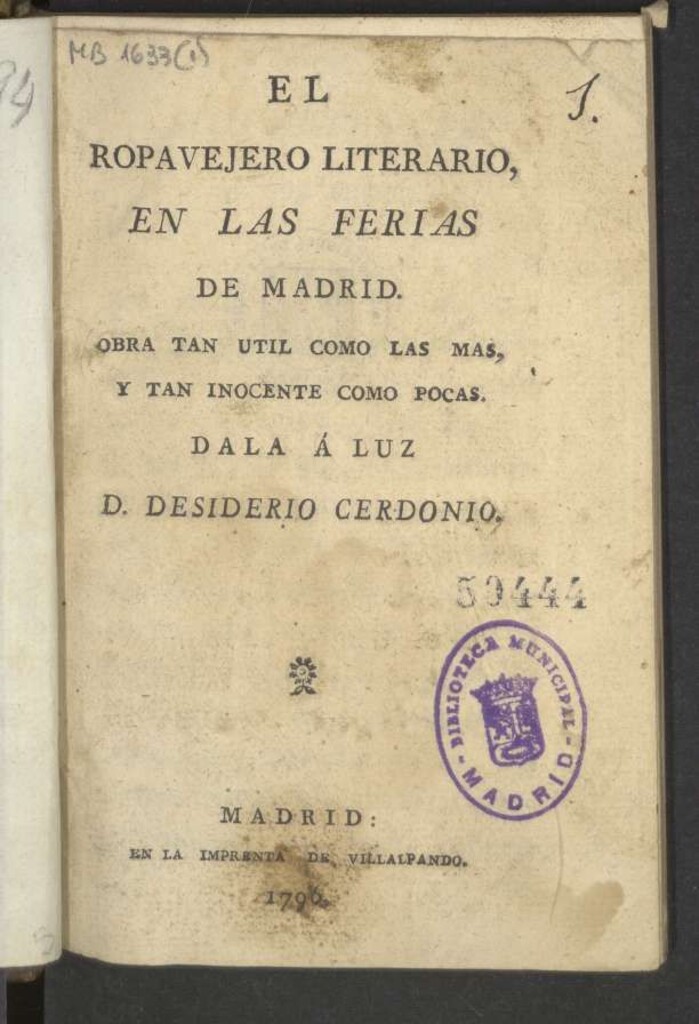 MB 1633(1)
1.
EL
ROPAVEJERO LITERARIO,
EN LAS FERIAS
DE MADRID.
OBRA TAN UTIL COMO LAS MAS,
Y TAN INOCENTE COMO POCAS.
DALA Á LUZ
D. DESIDERIO CERDONIO.
50444
BIBLIOTECA MUNICIPAL
- MADRID -
MADRID:
EN LA IMPRENTA DE VILLALPANDO.
1796.